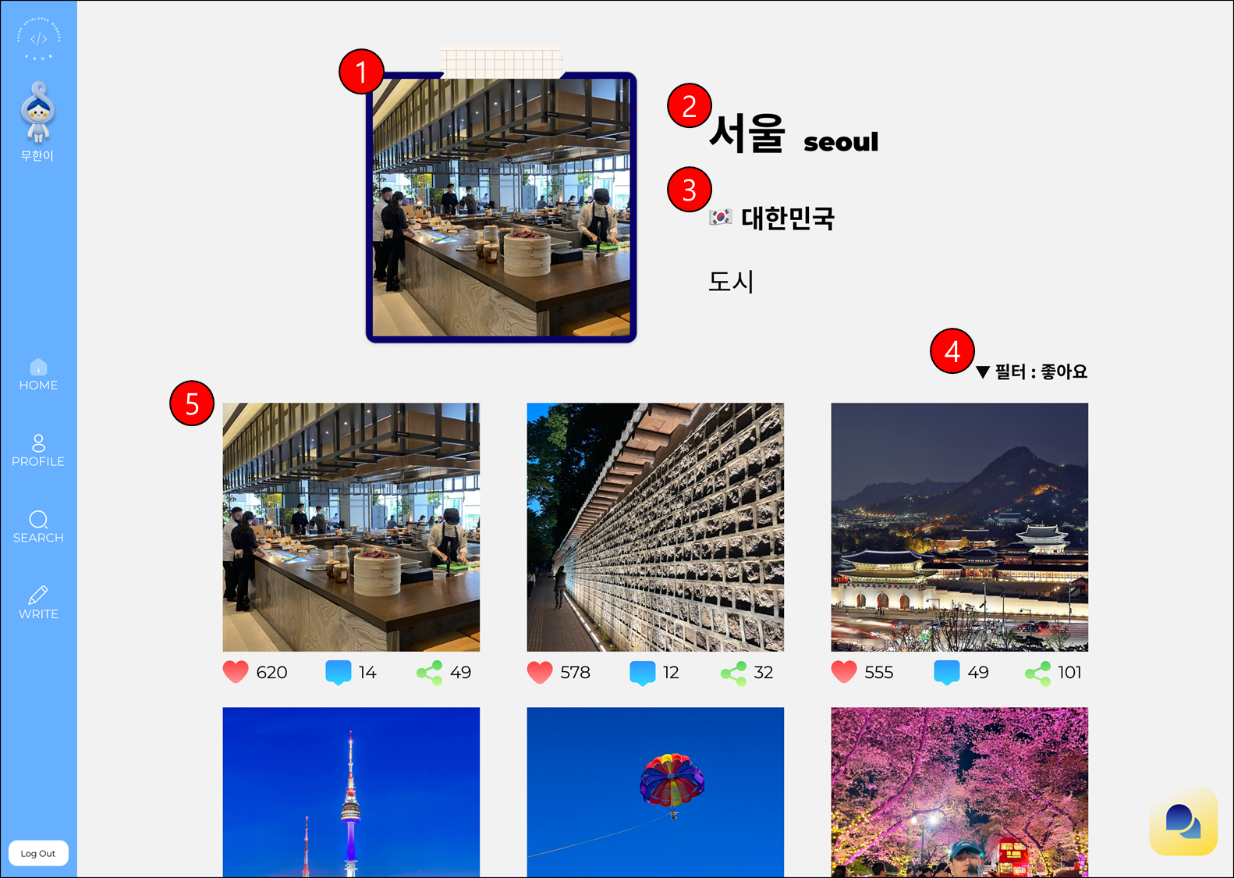 </>
무한이
HOME
PROFILE
SEARCH
WRITE
Log Out
1
2
서울 seoul
3
🇰🇷 대한민국
도시
4
▼ 필터 : 좋아요
5
620 14 49
578 12 32
555 49 101